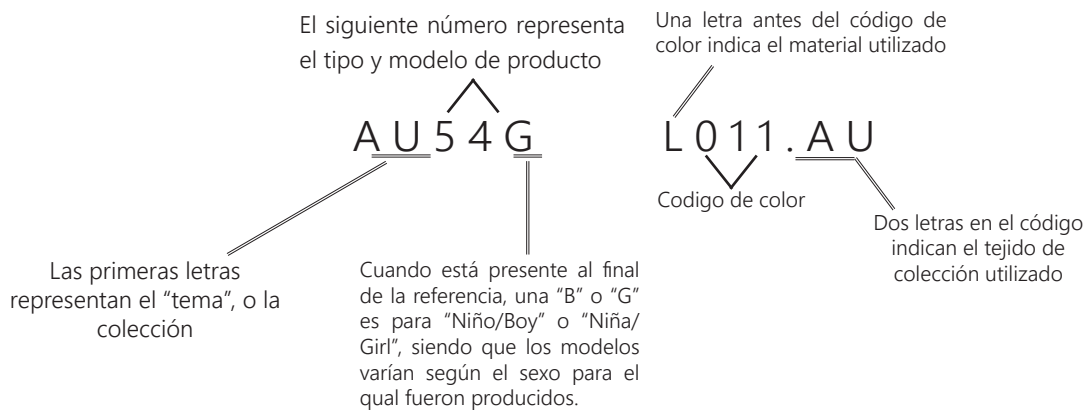 El siguiente número representa
el tipo y modelo de producto
Una letra antes del código de
color indica el material utilizado
AU54G
L011.AU
Codigo de color
Las primeras letras
representan el “tema”, o la
colección
Cuando está presente al final
de la referencia, una “B” o “G”
es para “Niño/Boy” o “Niña/
Girl”, siendo que los modelos
varían según el sexo para el
qual fueron producidos.
Dos letras en el código
indican el tejido de
colección utilizado